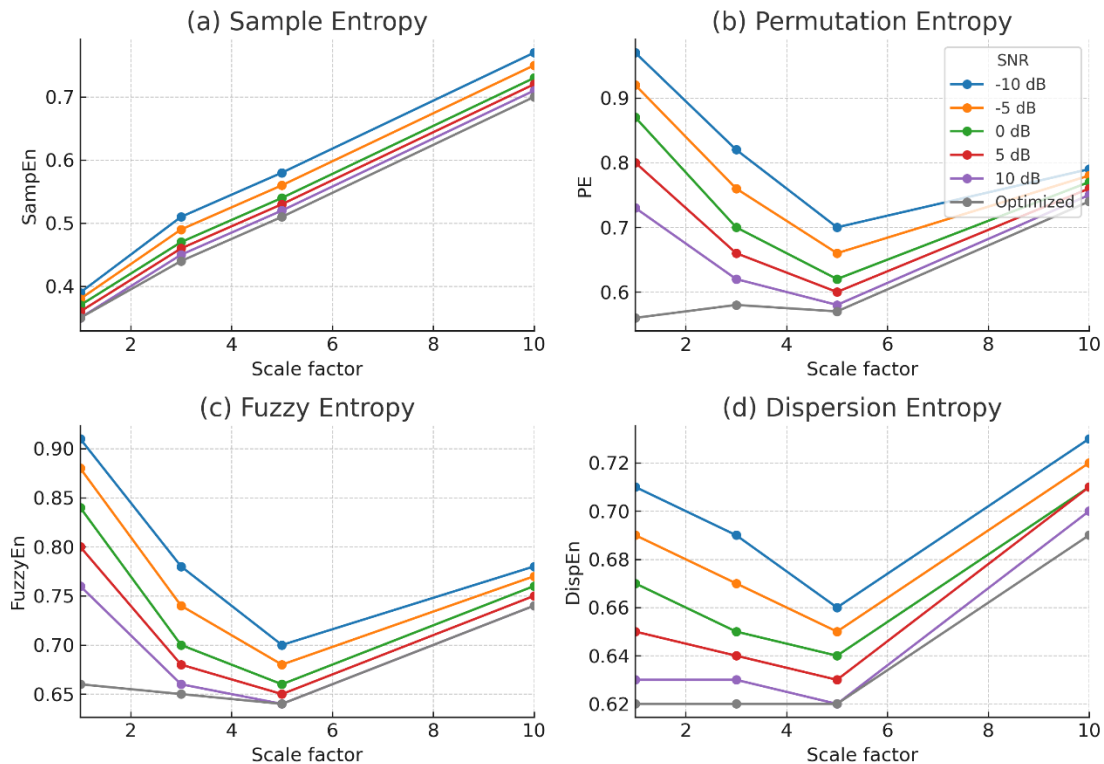 (a) Sample Entropy
SampEn
0.7
0.6
0.5
0.4
2 4 6 8 10
Scale factor
(b) Permutation Entropy
PE
0.9
0.8
0.7
0.6
SNR
-10 dB
-5 dB
0 dB
5 dB
10 dB
Optimized
2 4 6 8 10
Scale factor
(c) Fuzzy Entropy
FuzzyEn
0.90
0.85
0.80
0.75
0.70
0.65
2 4 6 8 10
Scale factor
(d) Dispersion Entropy
DispEn
0.72
0.70
0.68
0.66
0.64
0.62
2 4 6 8 10
Scale factor